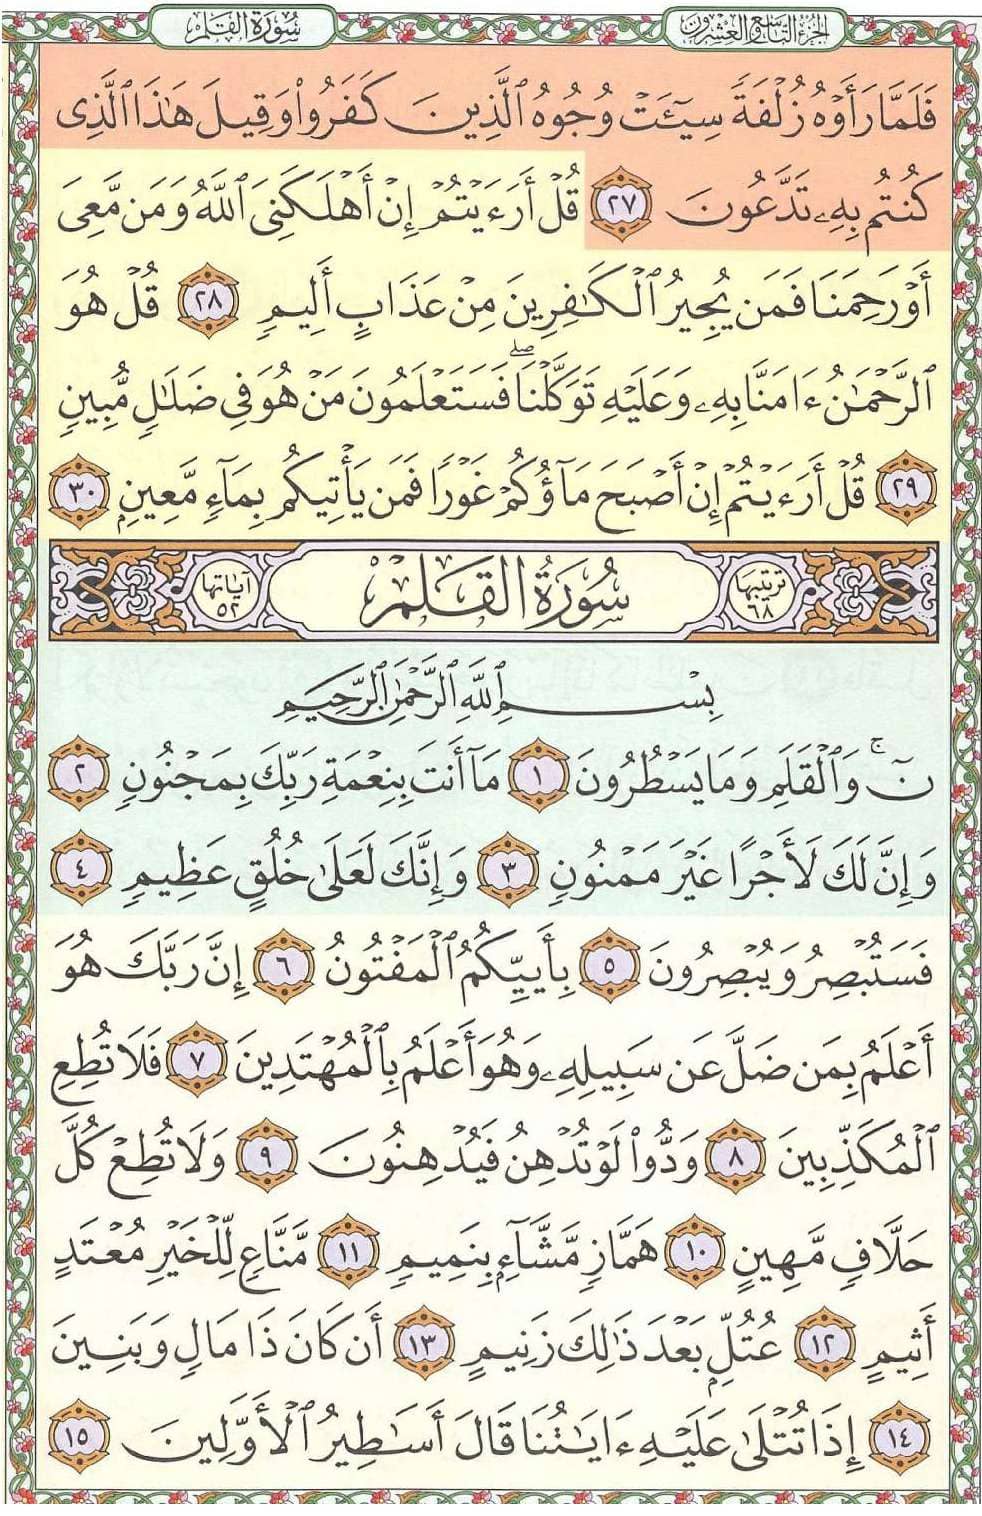 الجزء التاسع والعشرون
سورة القلم
فَلَمَّا رَأَوْهُ زُلْفَةً سِيٓـَٔتْ وُجُوهُ ٱلَّذِينَ كَفَرُوا۟ وَقِيلَ هَٰذَا ٱلَّذِى
كُنتُم بِهِۦ تَدَّعُونَ ٢٧ قُلْ أَرَءَيْتُمْ إِنْ أَهْلَكَنِىَ ٱللَّهُ وَمَن مَّعِىَ
أَوْ رَحِمَنَا فَمَن يُجِيرُ ٱلْكَٰفِرِينَ مِنْ عَذَابٍ أَلِيمٍ ٢٨ قُلْ هُوَ
ٱلرَّحْمَٰنُ ءَامَنَّا بِهِۦ وَعَلَيْهِ تَوَكَّلْنَا ۖ فَسَتَعْلَمُونَ مَنْ هُوَ فِى ضَلَٰلٍ مُّبِينٍ
٢٩ قُلْ أَرَءَيْتُمْ إِنْ أَصْبَحَ مَآؤُكُمْ غَوْرًا فَمَن يَأْتِيكُم بِمَآءٍ مَّعِينٍۭ ٣٠
ترتيبها ٦٨ سُورَةُ القَلَمِ آياتها ٥٢
بِسْمِ ٱللَّهِ ٱلرَّحْمَٰنِ ٱلرَّحِيمِ
نٓ ۚ وَٱلْقَلَمِ وَمَا يَسْطُرُونَ ١ مَآ أَنتَ بِنِعْمَةِ رَبِّكَ بِمَجْنُونٍ ٢
وَإِنَّ لَكَ لَأَجْرًا غَيْرَ مَمْنُونٍ ٣ وَإِنَّكَ لَعَلَىٰ خُلُقٍ عَظِيمٍ ٤
فَسَتُبْصِرُ وَيُبْصِرُونَ ٥ بِأَييِّكُمُ ٱلْمَفْتُونُ ٦ إِنَّ رَبَّكَ هُوَ
أَعْلَمُ بِمَن ضَلَّ عَن سَبِيلِهِۦ وَهُوَ أَعْلَمُ بِٱلْمُهْتَدِينَ ٧ فَلَا تُطِعِ
ٱلْمُكَذِّبِينَ ٨ وَدُّوا۟ لَوْ تُدْهِنُ فَيُدْهِنُونَ ٩ وَلَا تُطِعْ كُلَّ
حَلَّافٍ مَّهِينٍ ١٠ هَمَّازٍ مَّشَّآءٍۭ بِنَمِيمٍ ١١ مَّنَّاعٍ لِّلْخَيْرِ مُعْتَدٍ
أَثِيمٍ ١٢ عُتُلٍّۭ بَعْدَ ذَٰلِكَ زَنِيمٍ ١٣ أَن كَانَ ذَا مَالٍ وَبَنِينَ
١٤ إِذَا تُتْلَىٰ عَلَيْهِ ءَايَٰتُنَا قَالَ أَسَٰطِيرُ ٱلْأَوَّلِينَ ١٥